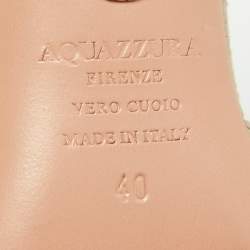 AQUAZZURA
FIRENZE
VERO CUOIO
MADE IN ITALY
40